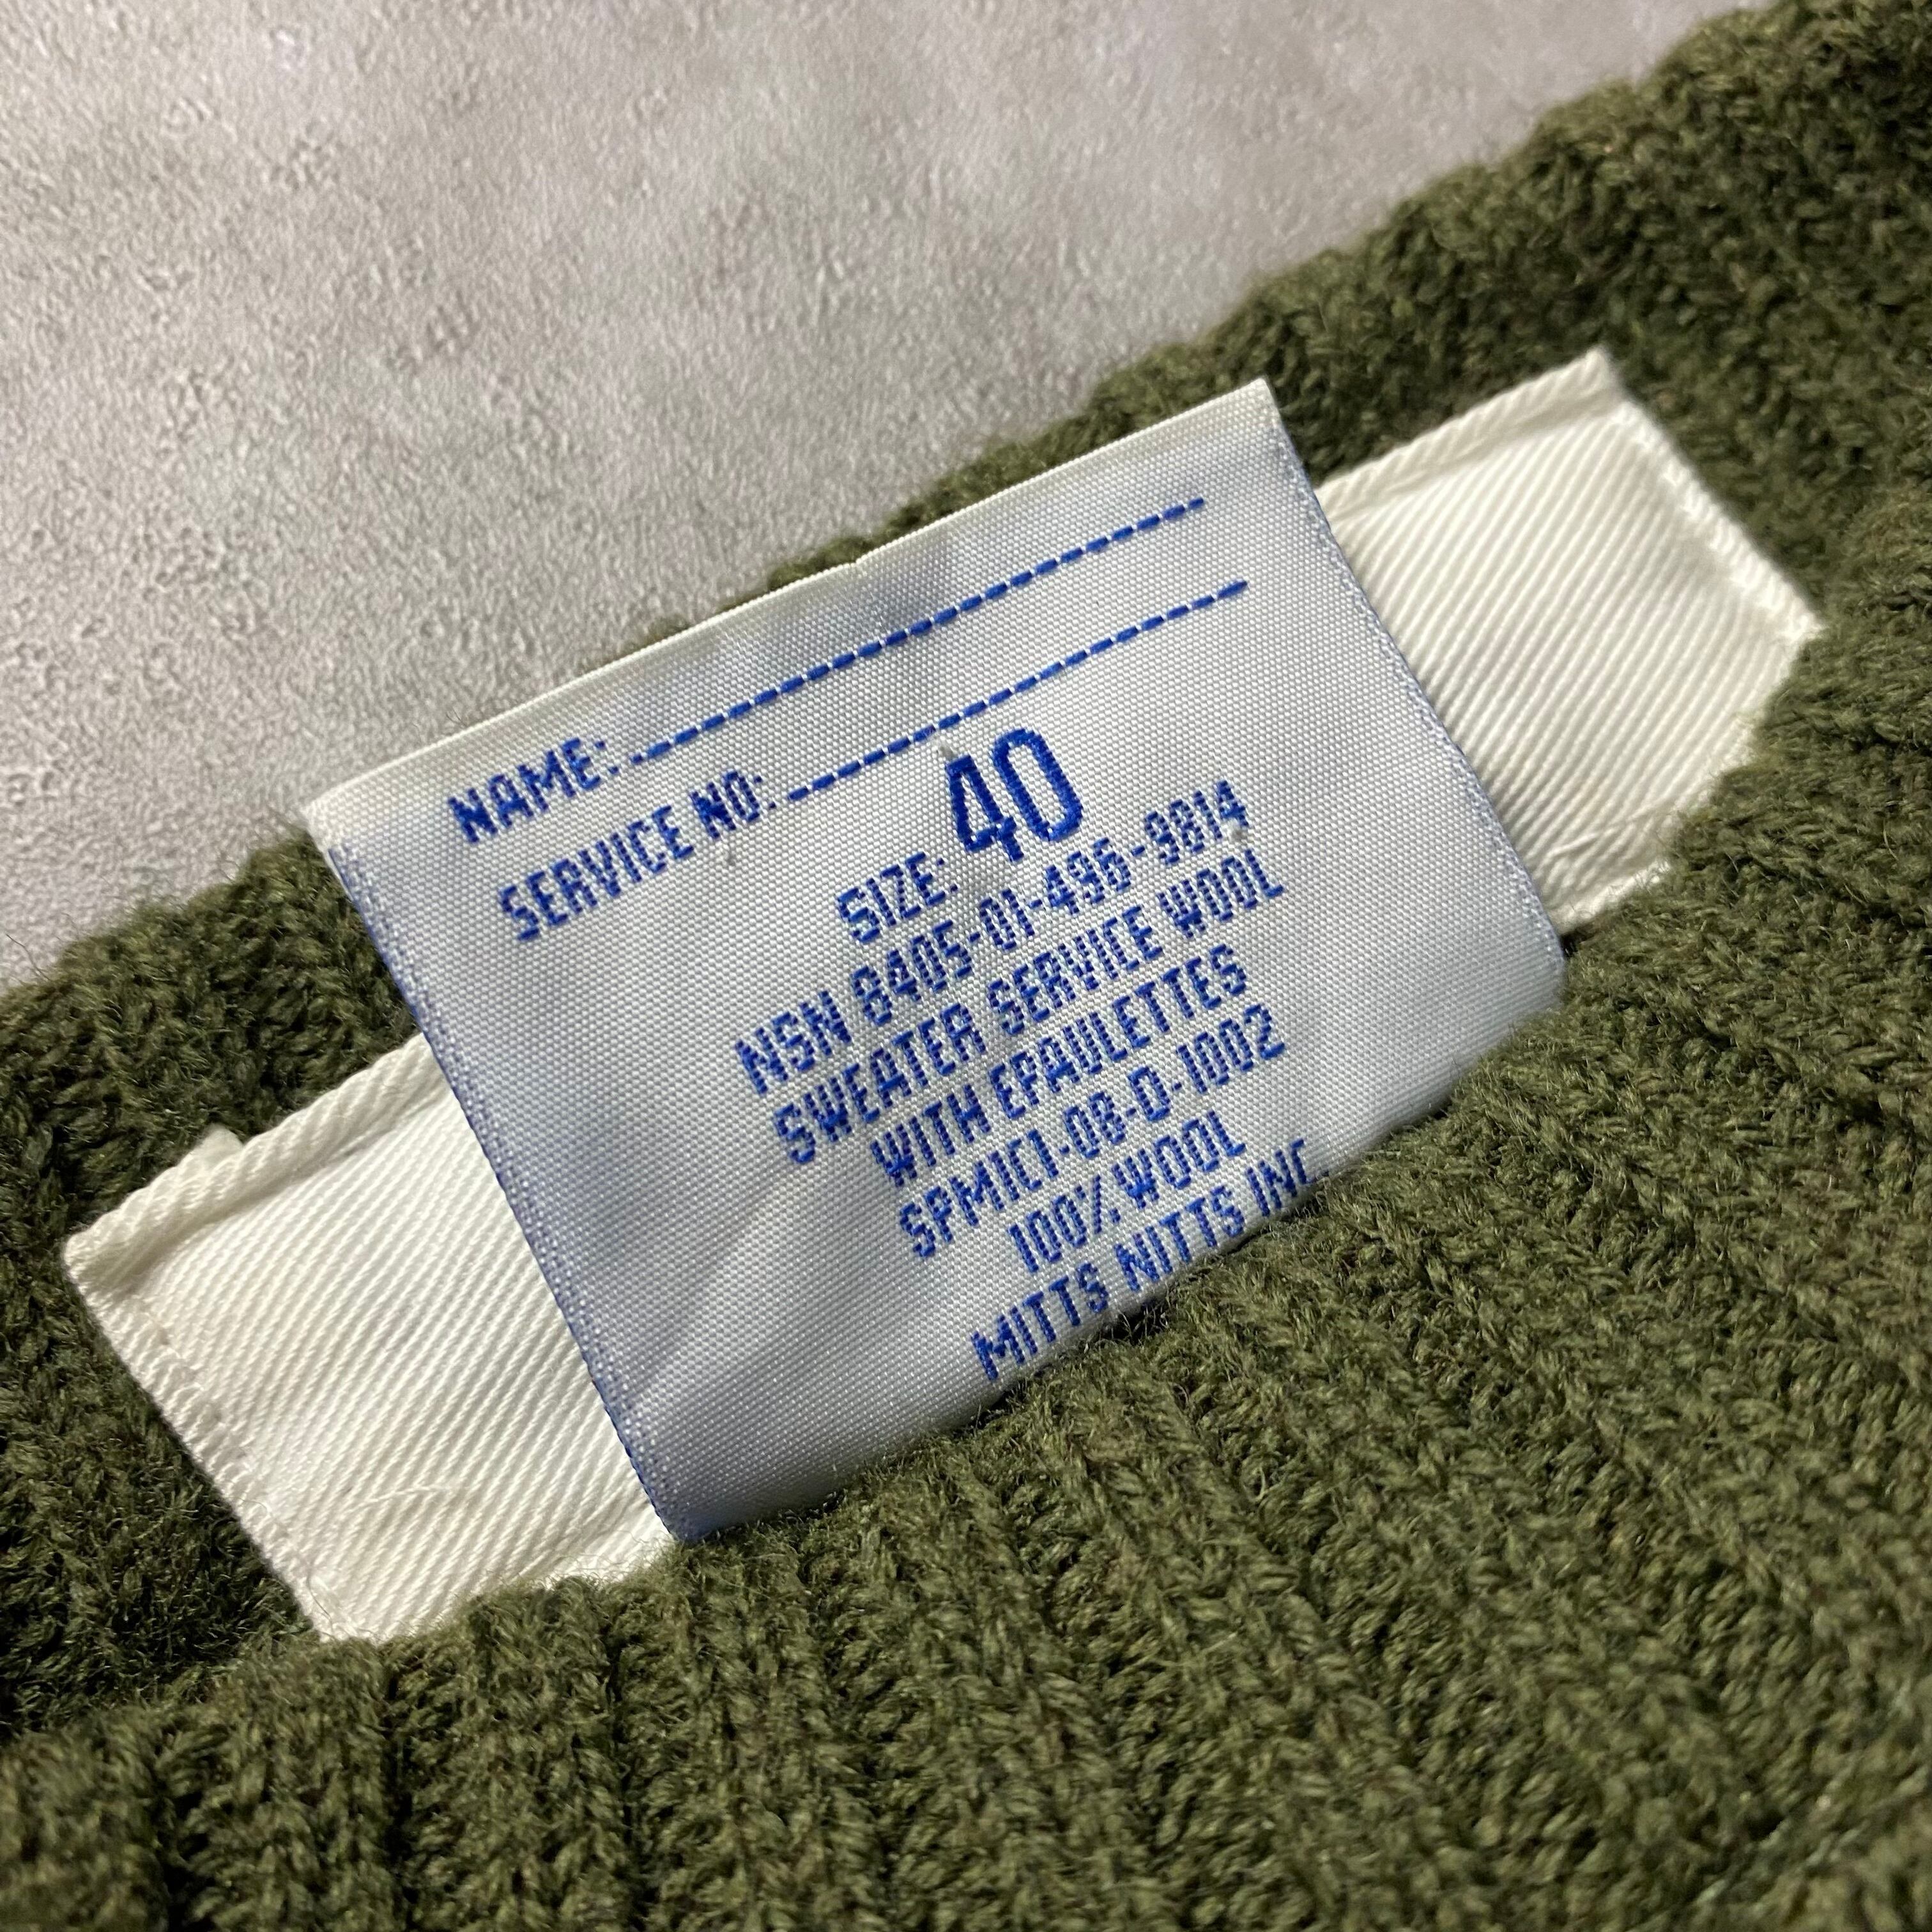 NAME:
SERVICE NO:
SIZE: 40
NSN 8405-01-496-9814
SWEATER SERVICE WOOL
WITH EPAULETTES
SPM1C1-08-D-1002
100% WOOL
MITTS NITTS INC.